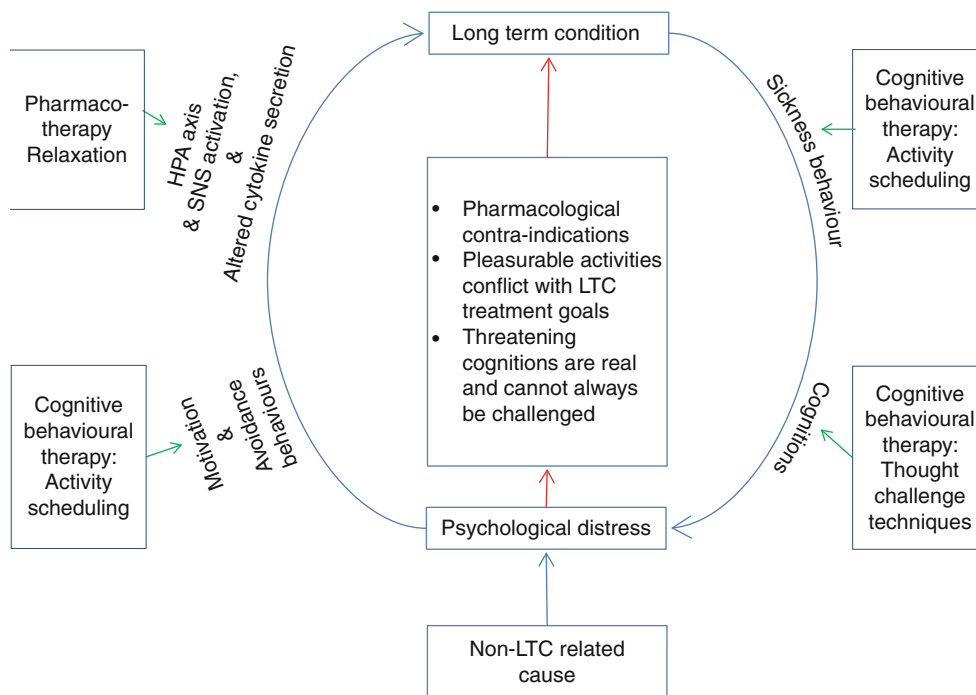 Long term condition
Pharmaco-
therapy
Relaxation
HPA axis
& SNS activation,
&
Altered cytokine secretion
Sickness behaviour
Cognitive
behavioural
therapy:
Activity
scheduling
• Pharmacological
contra-indications
• Pleasurable activities
conflict with LTC
treatment goals
• Threatening
cognitions are real
and cannot always
be challenged
Cognitive
behavioural
therapy:
Activity
scheduling
Motivation
&
Avoidance
behaviours
Cognitions
Cognitive
behavioural
therapy:
Thought
challenge
techniques
Psychological distress
Non-LTC related
cause